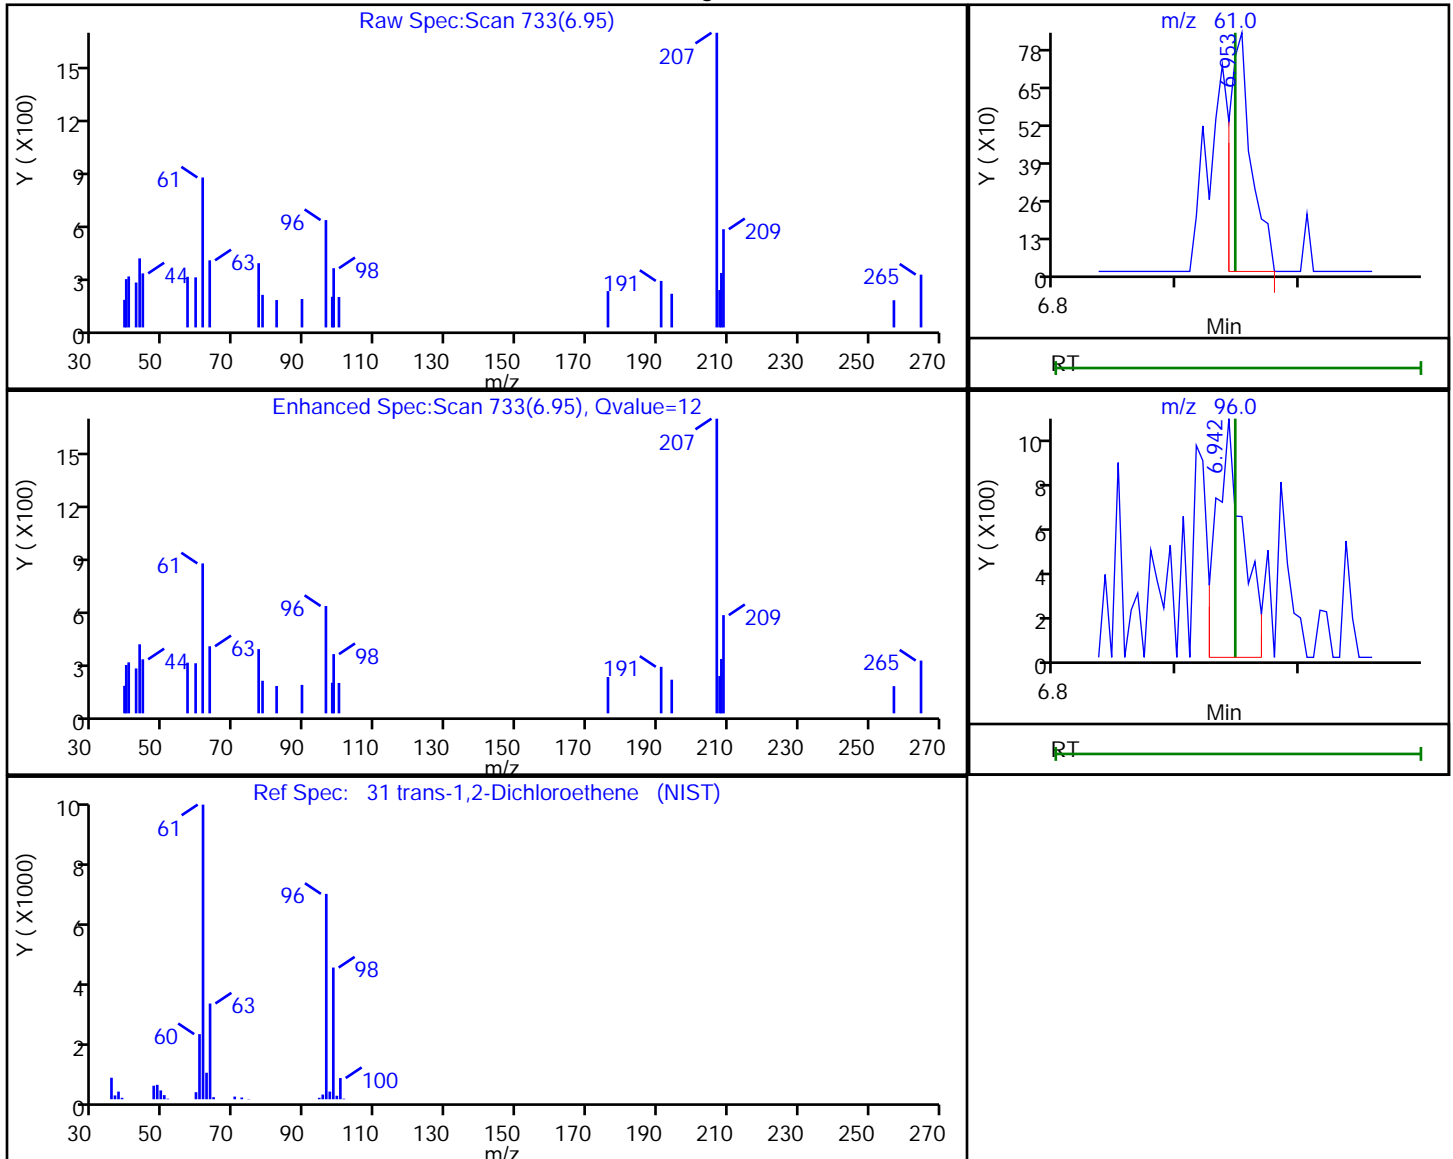 Raw Spec:Scan 733(6.95)
Y ( X100)
15
12
9
6
3
0
207
61
96
209
44
63
98
191
265
30 50 70 90 110 130 150 170 190 210 230 250 270
m/z
m/z 61.0
Y ( X10)
78
65
52
39
26
13
0
6.953
6.8
Min
RT
Enhanced Spec:Scan 733(6.95), Qvalue=12
Y ( X100)
15
12
9
6
3
0
207
61
96
209
44
63
98
191
265
30 50 70 90 110 130 150 170 190 210 230 250 270
m/z
m/z 96.0
Y ( X100)
10
8
6
4
2
0
6.942
6.8
Min
RT
Ref Spec: 31 trans-1,2-Dichloroethene (NIST)
Y ( X1000)
10
8
6
4
2
0
61
96
98
63
60
100
30 50 70 90 110 130 150 170 190 210 230 250 270
m/z